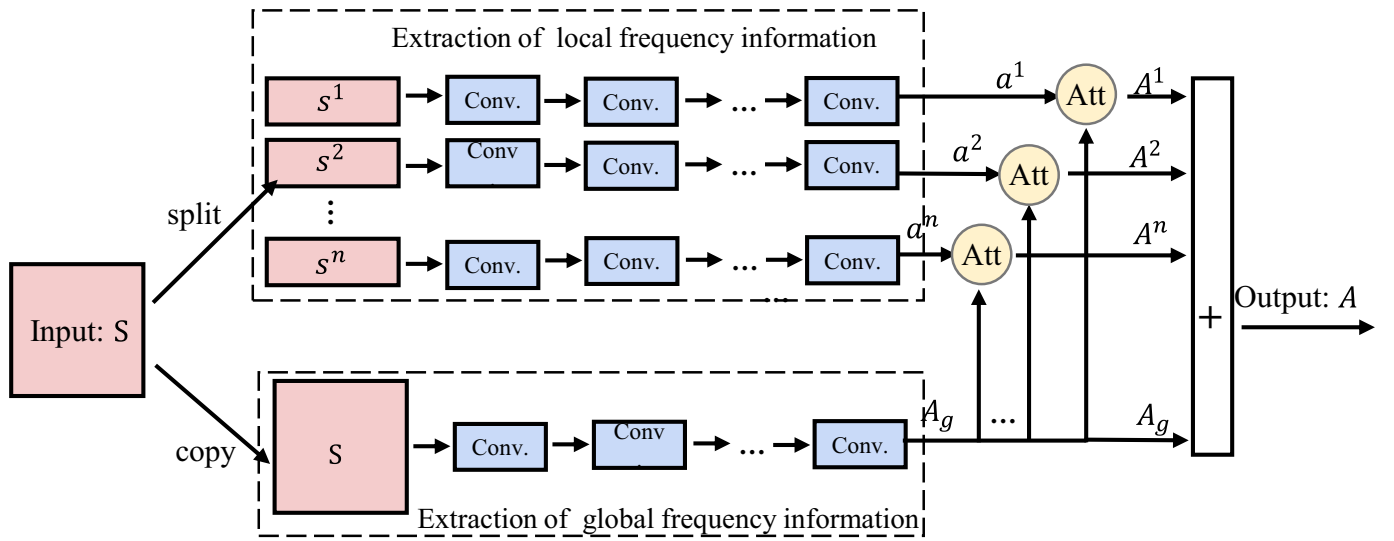 Extraction of local frequency information
s¹ Conv. Conv. ... Conv. a¹ Att A¹
s² Conv . Conv. ... Conv. a² Att A²
⋮
split
sⁿ Conv. Conv. ... Conv. aⁿ Att Aⁿ
...
Input: S
+
Output: A
copy
S Conv. Conv . ... Conv. A_g ... A_g
Extraction of global frequency information